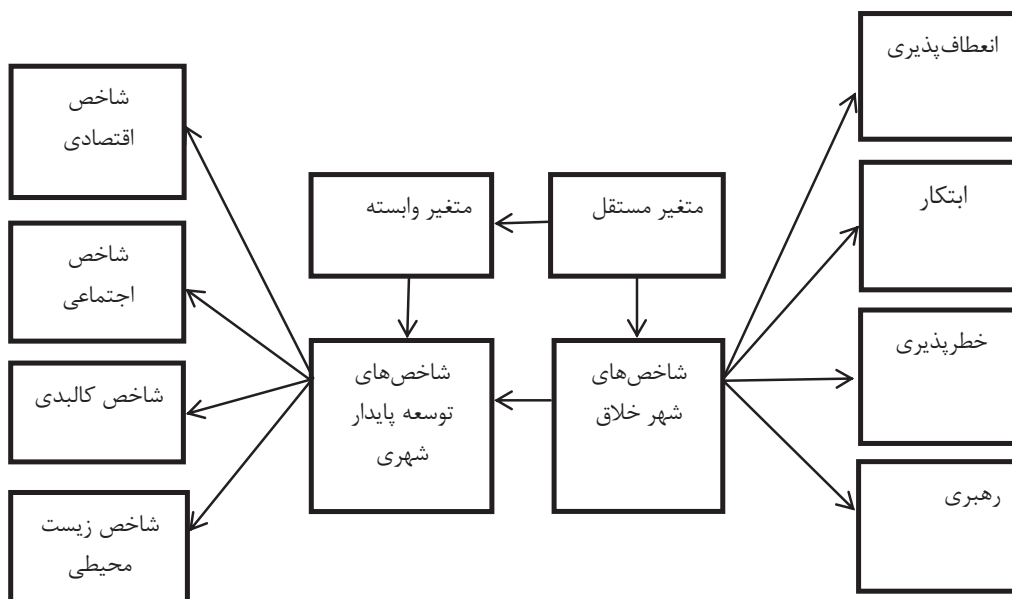 انعطاف‌پذیری
ابتکار
خطرپذیری
رهبری
متغیر مستقل
شاخص‌های
شهر خلاق
متغیر وابسته
شاخص‌های
توسعه پایدار
شهری
شاخص
اقتصادی
شاخص
اجتماعی
شاخص کالبدی
شاخص زیست
محیطی